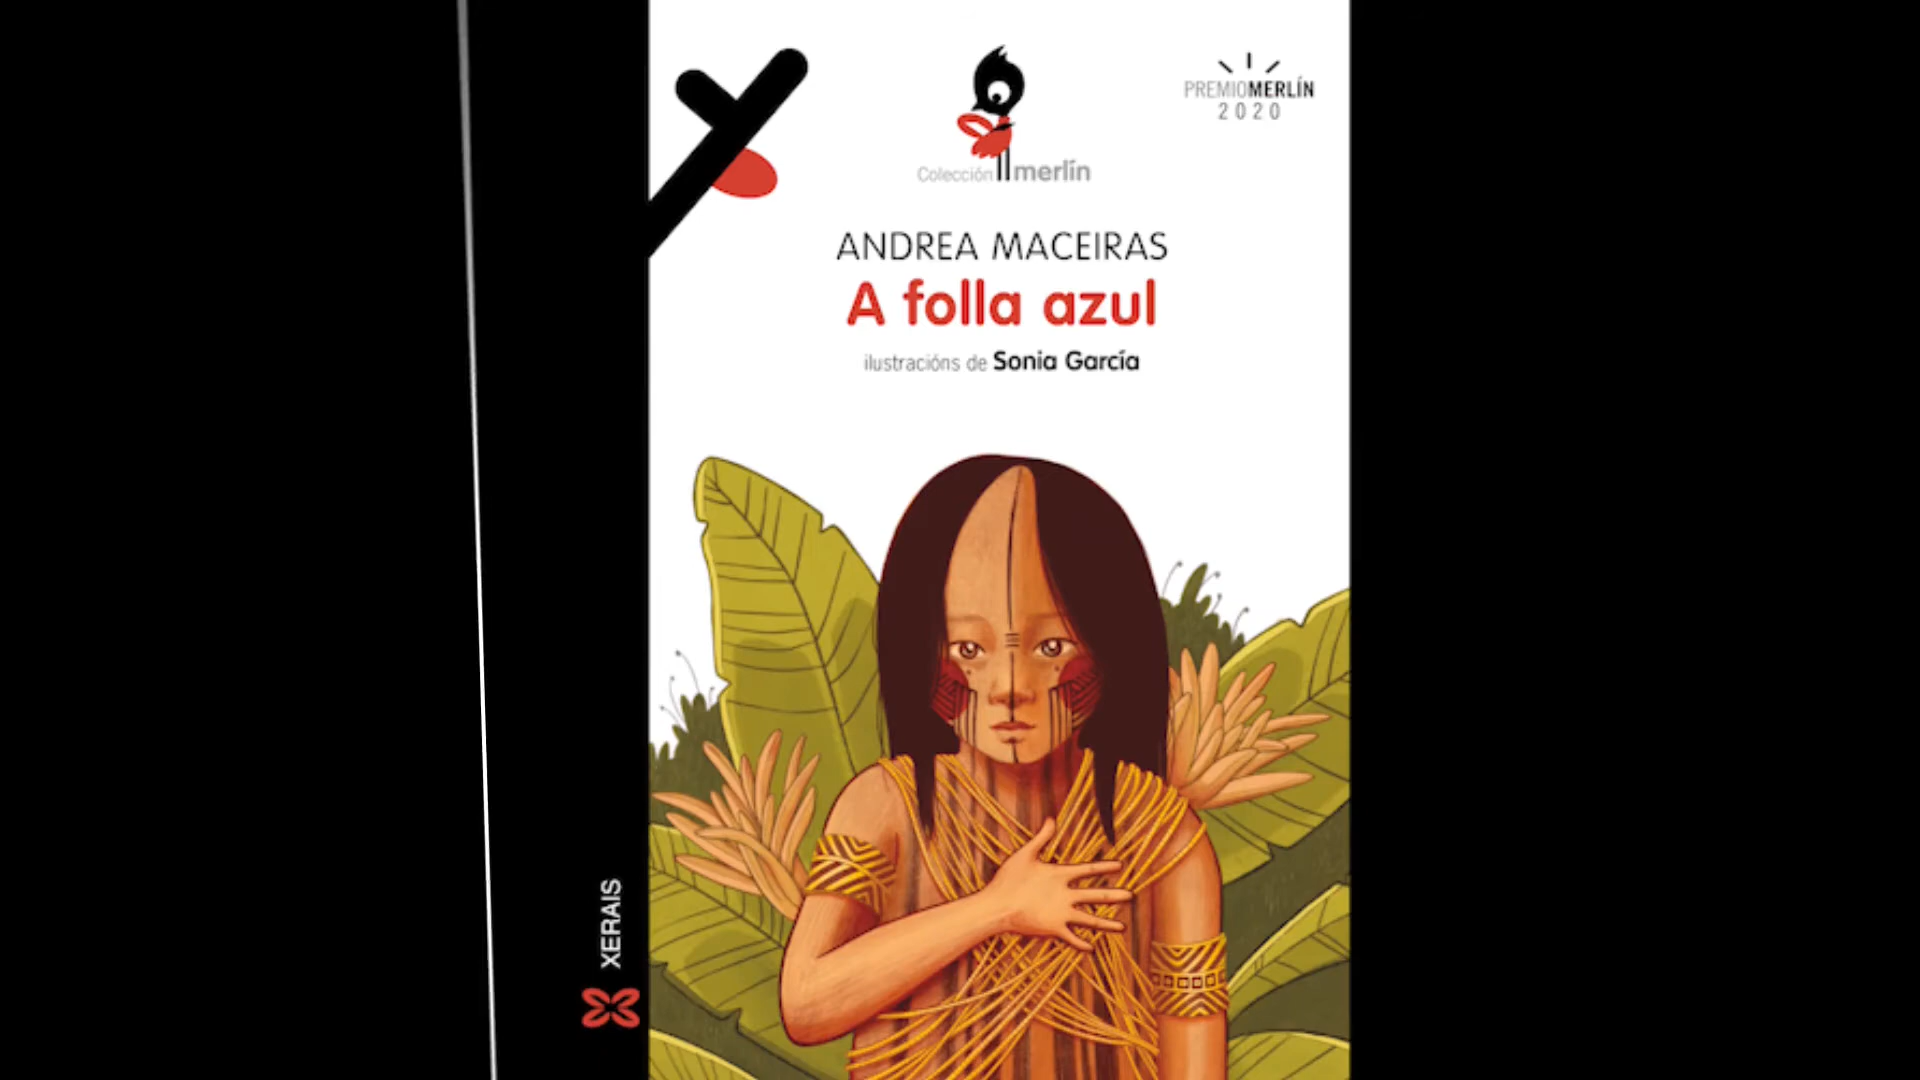 PREMIOMERLÍN
2020
Colección merlín
ANDREA MACEIRAS
A folla azul
ilustracións de Sonia García
XERAIS